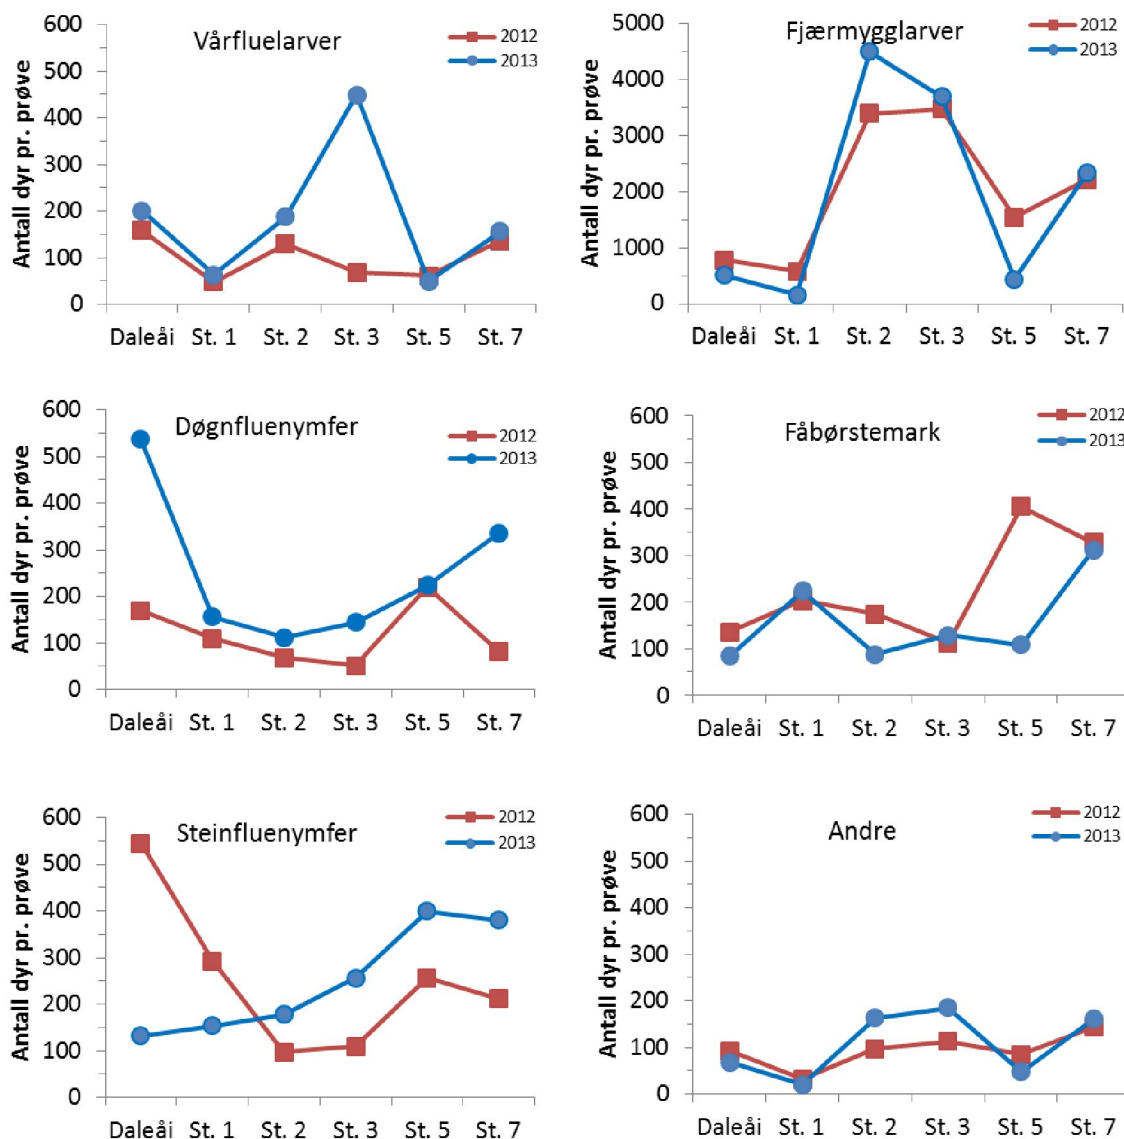 Vårfluelarver
2012
2013
Antall dyr pr. prøve
600
500
400
300
200
100
0
Daleåi St. 1 St. 2 St. 3 St. 5 St. 7
Fjærmygglarver
2012
2013
Antall dyr pr. prøve
5000
4000
3000
2000
1000
0
Daleåi St. 1 St. 2 St. 3 St. 5 St. 7
Døgnfluenymfer
2012
2013
Antall dyr pr. prøve
600
500
400
300
200
100
0
Daleåi St. 1 St. 2 St. 3 St. 5 St. 7
Fåbørstemark
2012
2013
Antall dyr pr. prøve
600
500
400
300
200
100
0
Daleåi St. 1 St. 2 St. 3 St. 5 St. 7
Steinfluenymfer
2012
2013
Antall dyr pr. prøve
600
500
400
300
200
100
0
Daleåi St. 1 St. 2 St. 3 St. 5 St. 7
Andre
2012
2013
Antall dyr pr. prøve
600
500
400
300
200
100
0
Daleåi St. 1 St. 2 St. 3 St. 5 St. 7